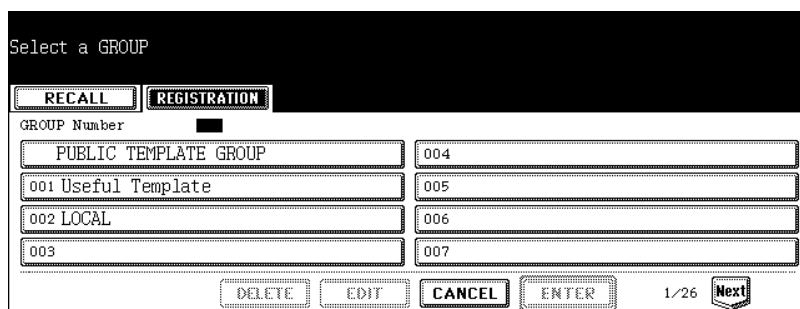 Select a GROUP
RECALL REGISTRATION
GROUP Number
PUBLIC TEMPLATE GROUP 004
001 Useful Template 005
002 LOCAL 006
003 007
DELETE EDIT CANCEL ENTER 1/26 Next